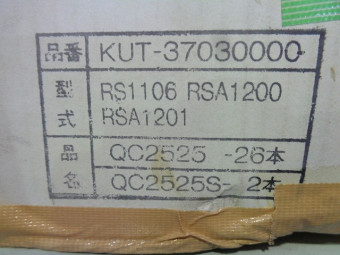 品番 KUT-37030000
型式 RS1106 RSA1200
RSA1201
品名 QC2525 -26本
QC2525S- 2本